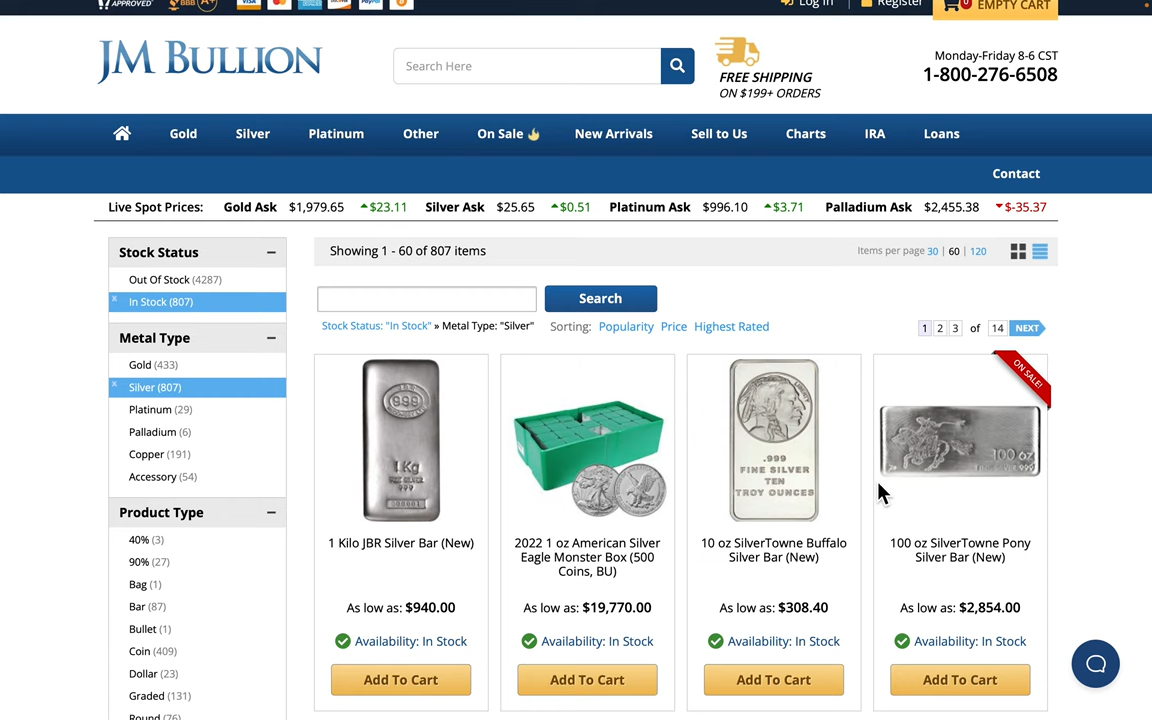 APPROVED
BBB A+
VISA
PayPal
Log In
Register
0 EMPTY CART
JM BULLION
Search Here
FREE SHIPPING
ON $199+ ORDERS
Monday-Friday 8-6 CST
1-800-276-6508
Gold Silver Platinum Other On Sale New Arrivals Sell to Us Charts IRA Loans
Contact
Live Spot Prices: Gold Ask $1,979.65 $23.11 Silver Ask $25.65 $0.51 Platinum Ask $996.10 $3.71 Palladium Ask $2,455.38 $-35.37
Stock Status −
Out Of Stock (4287)
x In Stock (807)
Metal Type −
Gold (433)
x Silver (807)
Platinum (29)
Palladium (6)
Copper (191)
Accessory (54)
Product Type −
40% (3)
90% (27)
Bag (1)
Bar (87)
Bullet (1)
Coin (409)
Dollar (23)
Graded (131)
Round (76)
Showing 1 - 60 of 807 items
Items per page 30 | 60 | 120
Search
Stock Status: "In Stock" » Metal Type: "Silver" Sorting: Popularity Price Highest Rated
1 2 3 of 14 NEXT
999
1 Kg
FINE SILVER
999
1 Kilo JBR Silver Bar (New)
As low as: $940.00
Availability: In Stock
Add To Cart
2022 1 oz American Silver
Eagle Monster Box (500
Coins, BU)
As low as: $19,770.00
Availability: In Stock
Add To Cart
LIBERTY
.999
FINE SILVER
TEN
TROY OUNCES
10 oz SilverTowne Buffalo
Silver Bar (New)
As low as: $308.40
Availability: In Stock
Add To Cart
ON SALE!
100 oz
100 oz SilverTowne Pony
Silver Bar (New)
As low as: $2,854.00
Availability: In Stock
Add To Cart